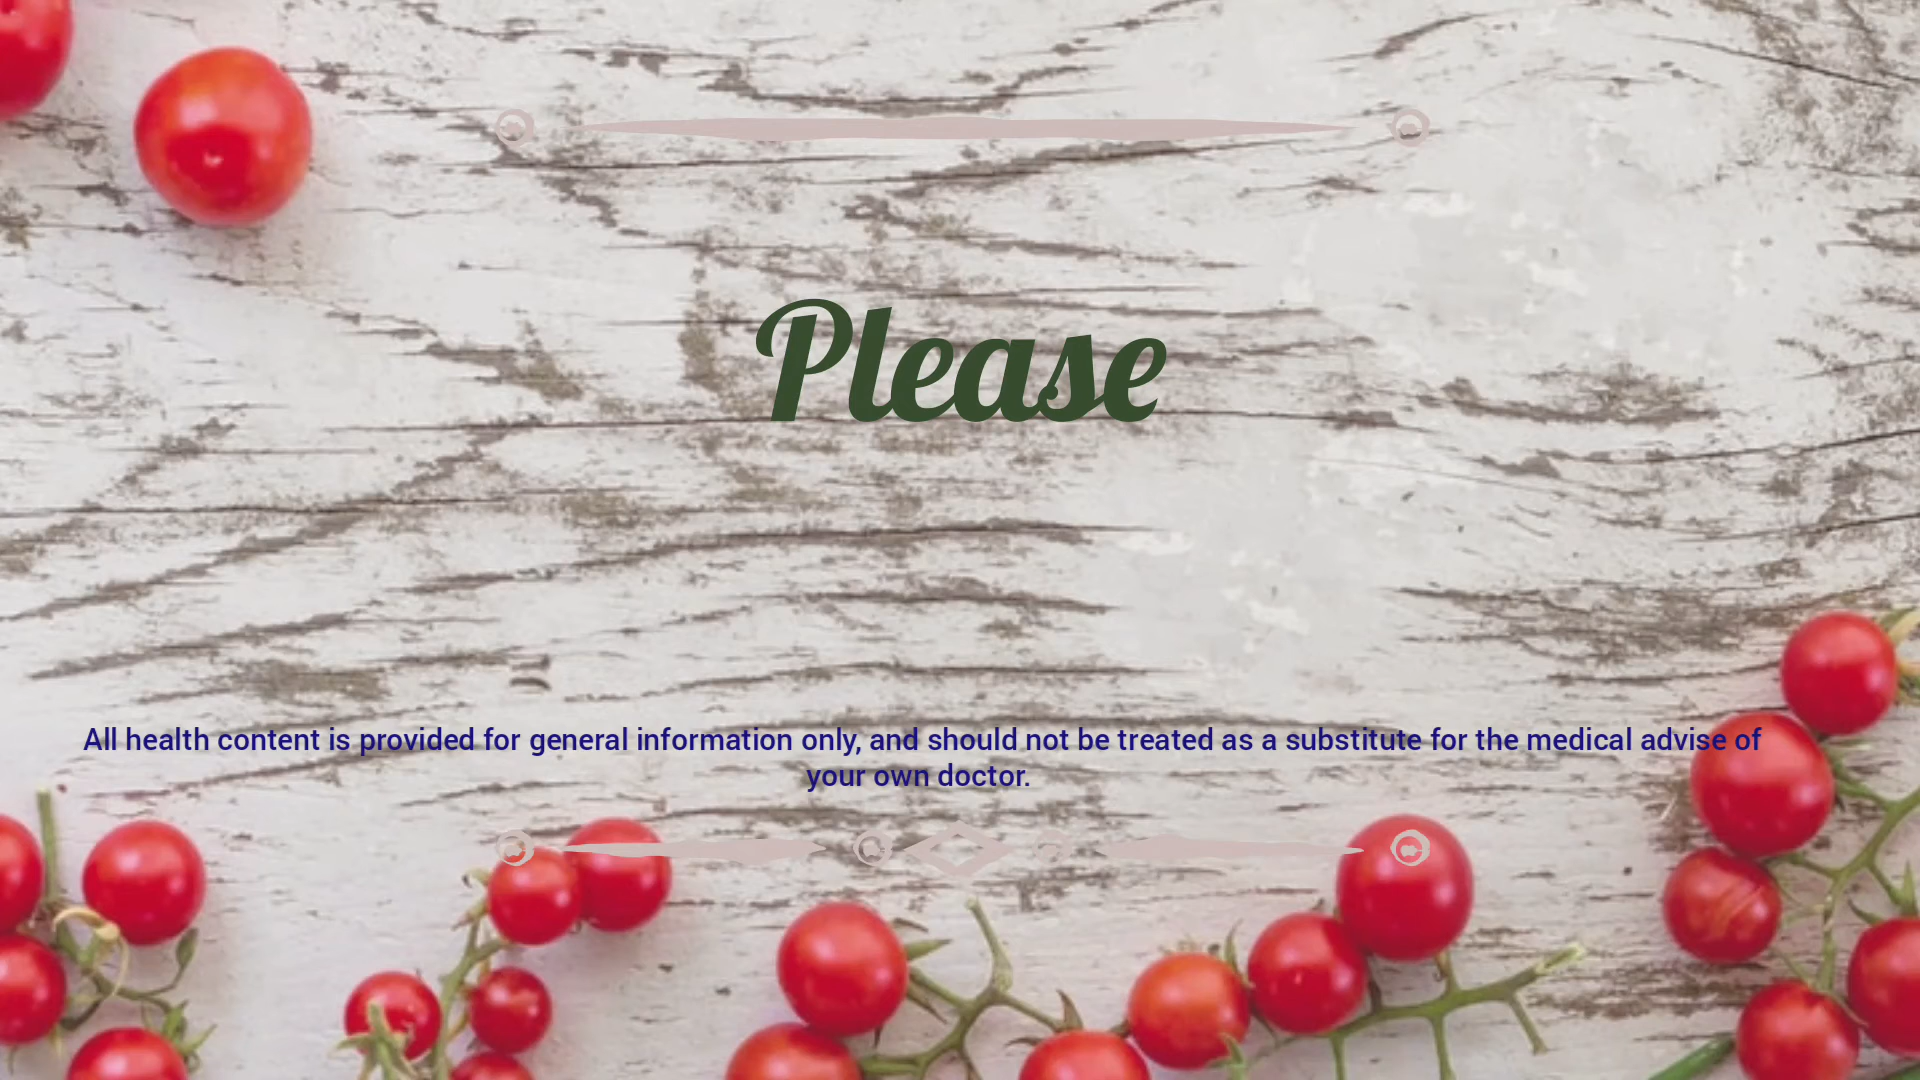 Please
All health content is provided for general information only, and should not be treated as a substitute for the medical advise of
your own doctor.